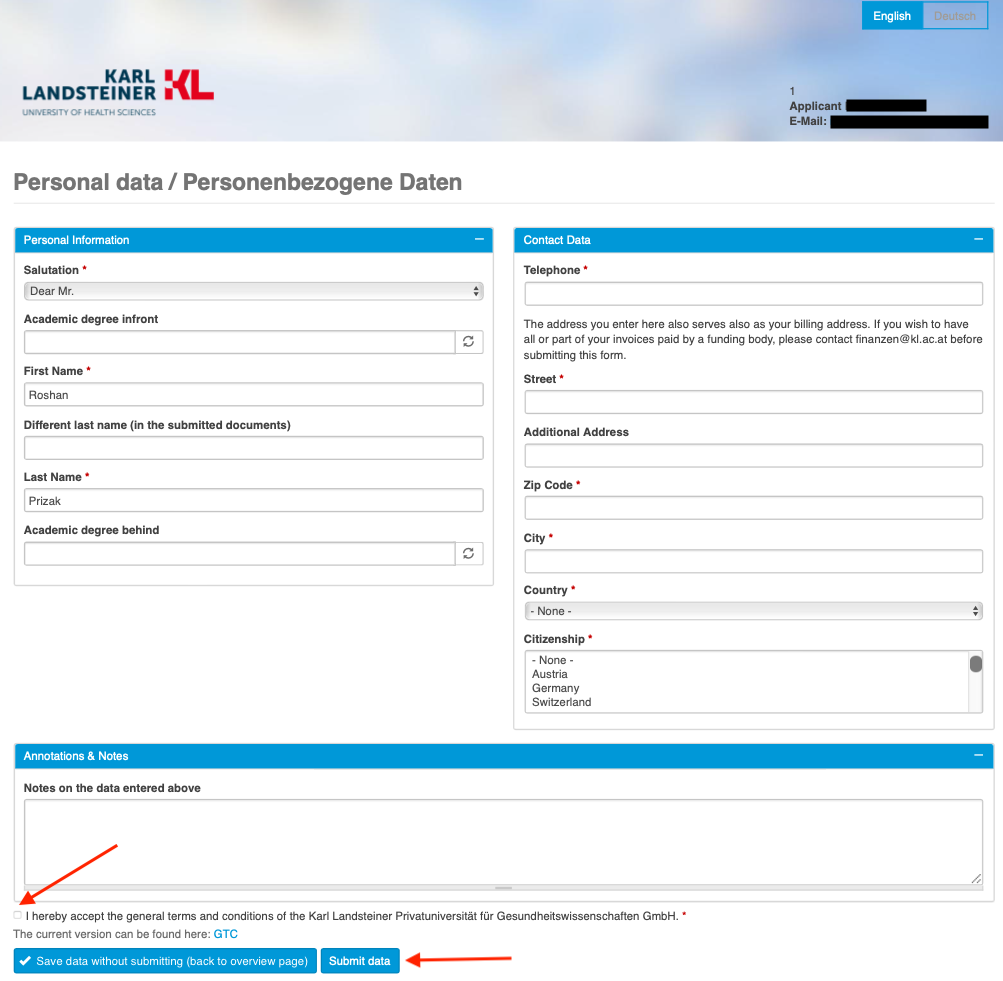 English
Deutsch
KARL
LANDSTEINER KL
UNIVERSITY OF HEALTH SCIENCES
1
Applicant
E-Mail:
Personal data / Personenbezogene Daten
Personal Information
Salutation *
Dear Mr.
Academic degree infront
First Name *
Roshan
Different last name (in the submitted documents)
Last Name *
Prizak
Academic degree behind
Contact Data
Telephone *
The address you enter here also serves also as your billing address. If you wish to have
all or part of your invoices paid by a funding body, please contact finanzen@kl.ac.at before
submitting this form.
Street *
Additional Address
Zip Code *
City *
Country *
- None -
Citizenship *
- None -
Austria
Germany
Switzerland
Annotations & Notes
Notes on the data entered above
I hereby accept the general terms and conditions of the Karl Landsteiner Privatuniversität für Gesundheitswissenschaften GmbH. *
The current version can be found here: GTC
Save data without submitting (back to overview page)
Submit data